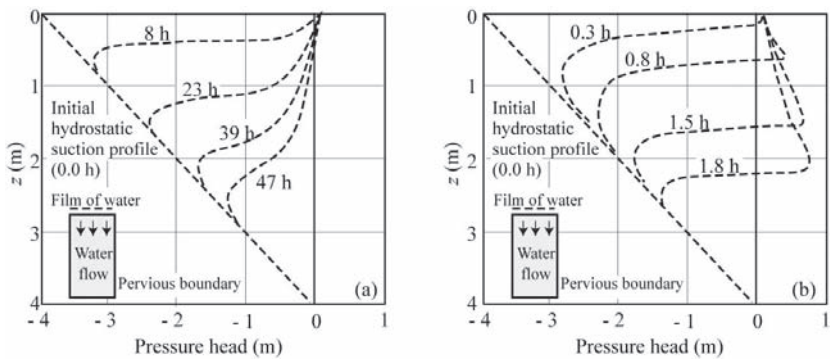 0
8 h
1
23 h
Initial
hydrostatic
suction profile
(0.0 h)
39 h
2
47 h
z (m)
Film of water
3
Water
flow
Pervious boundary
(a)
4
- 4
- 3
- 2
- 1
0
1
Pressure head (m)
0
0.3 h
0.8 h
1
Initial
hydrostatic
suction profile
(0.0 h)
1.5 h
2
1.8 h
z (m)
Film of water
3
Water
flow
Pervious boundary
(b)
4
- 4
- 3
- 2
- 1
0
1
Pressure head (m)